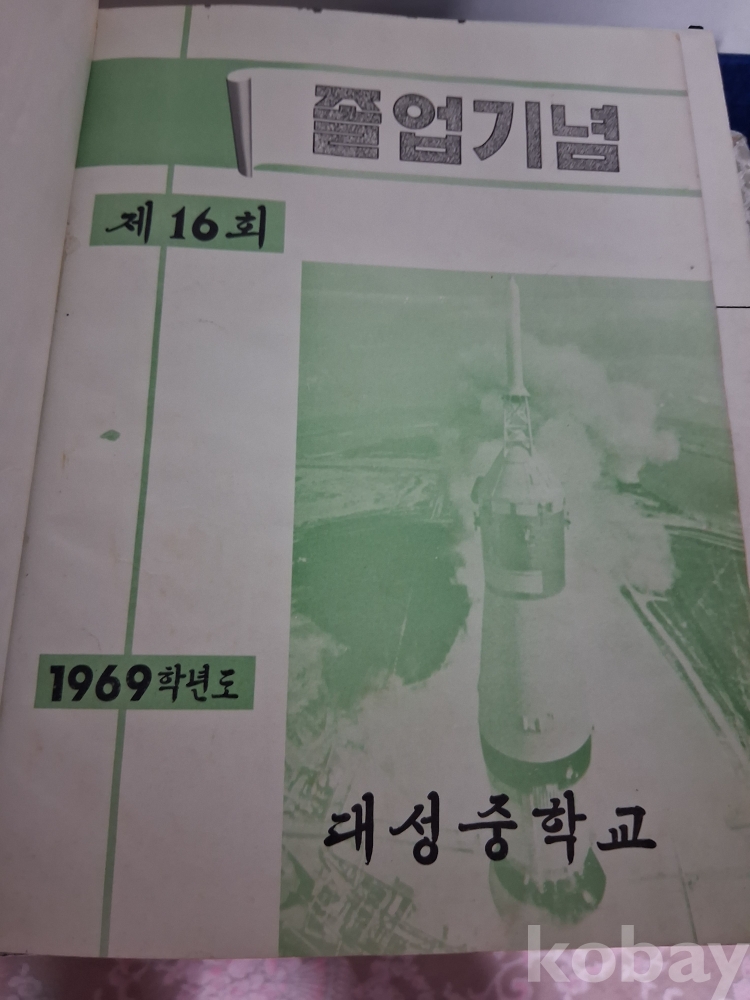 졸업기념
제 16 회
1969 학년도
대성중학교
kobay